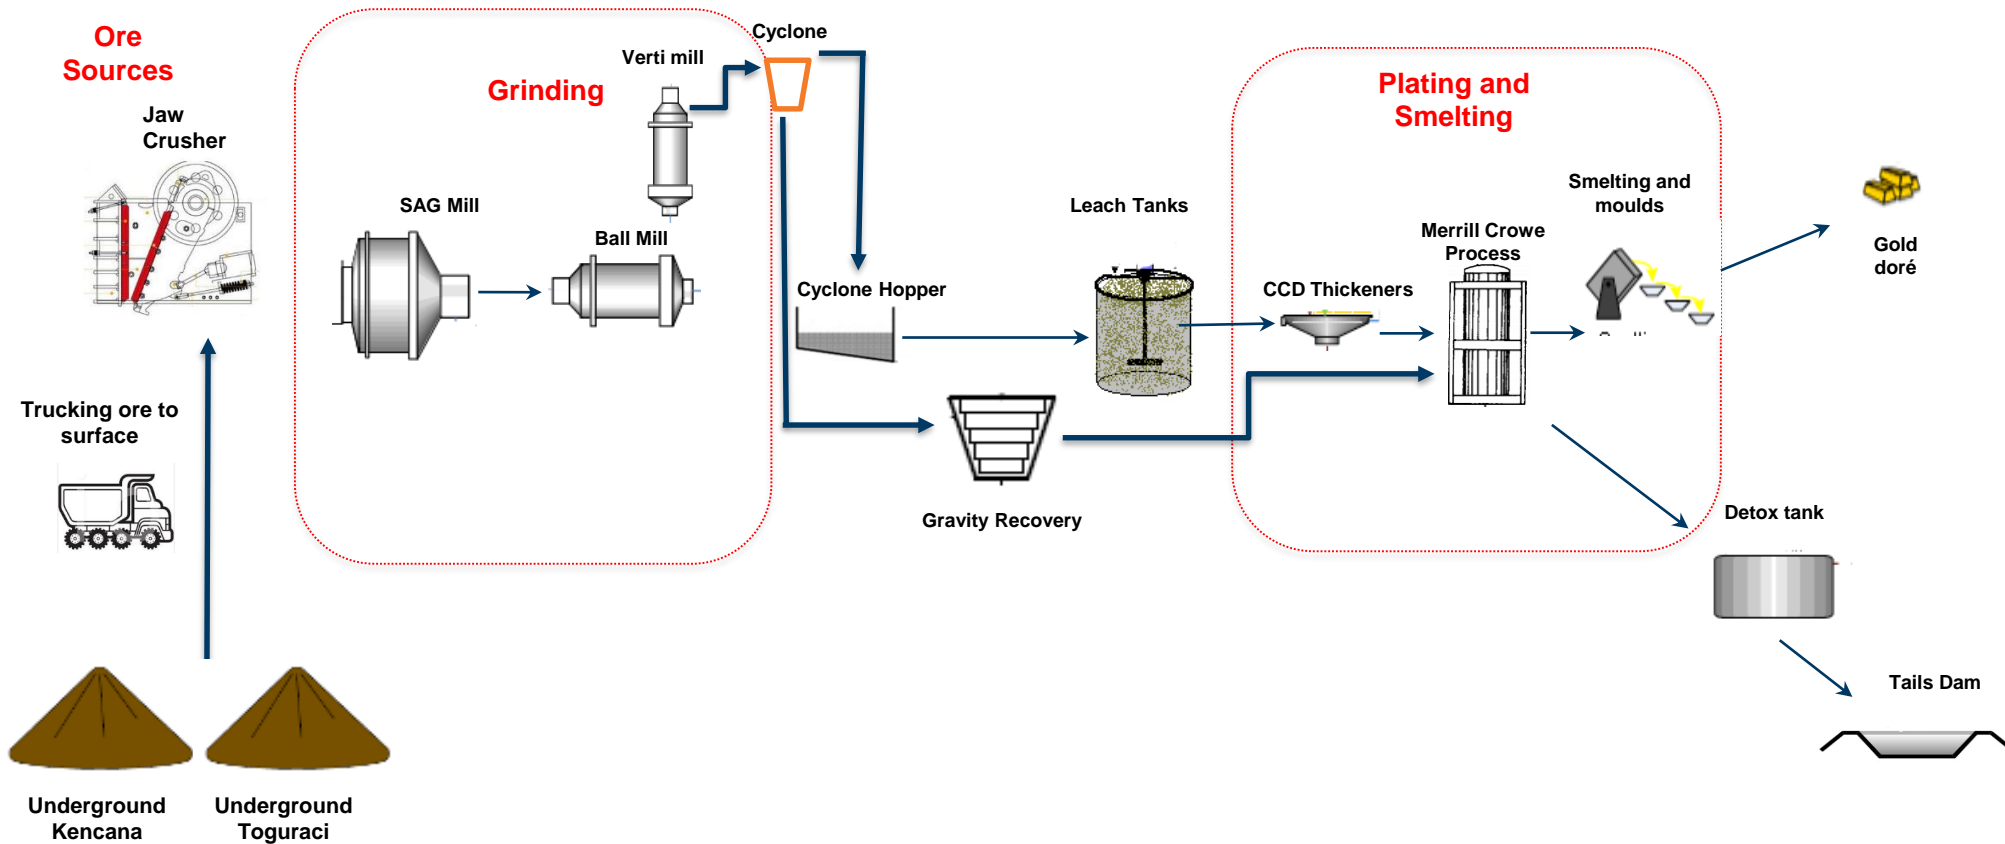 Ore
Sources
Jaw
Crusher
Trucking ore to
surface
Underground
Kencana
Underground
Toguraci
Grinding
SAG Mill
Ball Mill
Verti mill
Cyclone
Cyclone Hopper
Gravity Recovery
Leach Tanks
Plating and
Smelting
CCD Thickeners
Merrill Crowe
Process
Smelting and
moulds
Gold
doré
Detox tank
Tails Dam